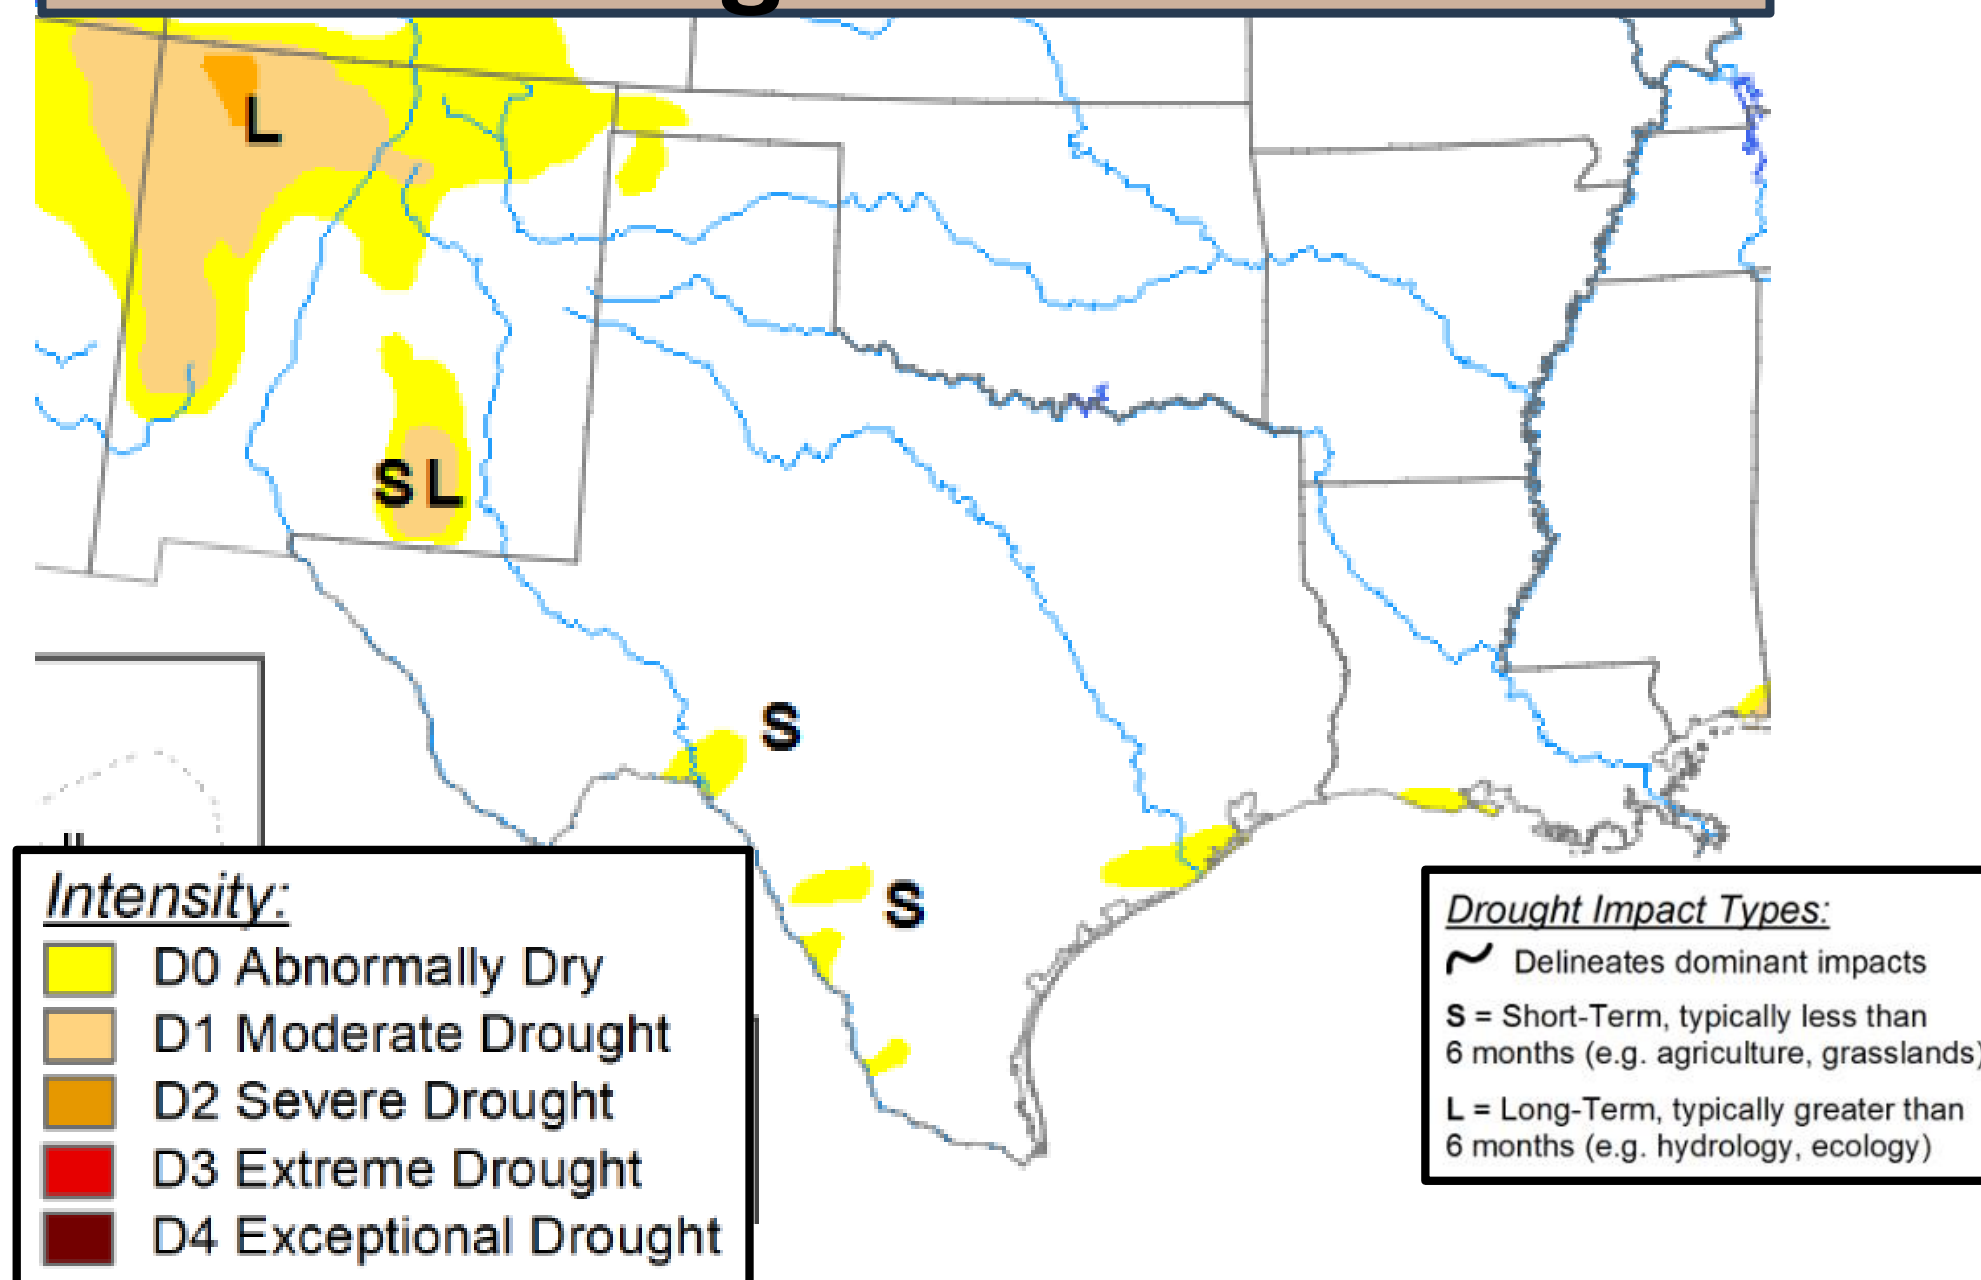 L
S L
S
S
Intensity:
D0 Abnormally Dry
D1 Moderate Drought
D2 Severe Drought
D3 Extreme Drought
D4 Exceptional Drought
Drought Impact Types:
Delineates dominant impacts
S = Short-Term, typically less than
6 months (e.g. agriculture, grasslands)
L = Long-Term, typically greater than
6 months (e.g. hydrology, ecology)